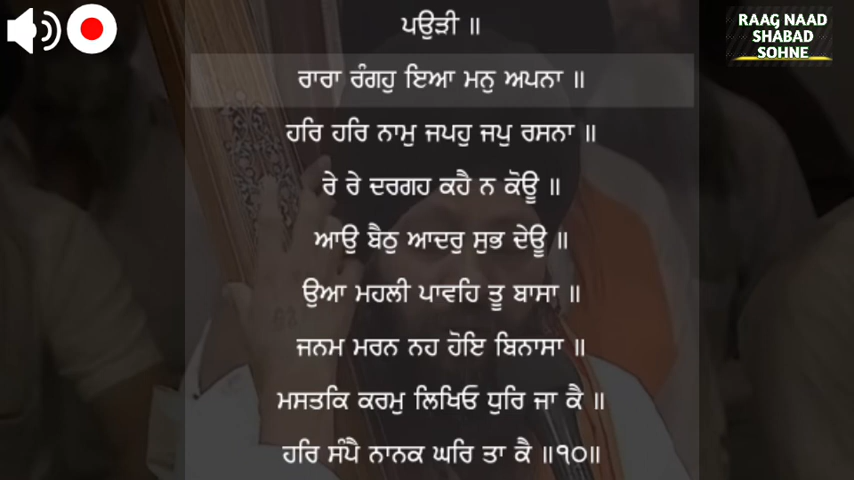 RAAG NAAD
SHABAD
SOHNE
ਪਉੜੀ ॥
ਰਾਰਾ ਰੰਗਹੁ ਇਆ ਮਨੁ ਅਪਨਾ ॥
ਹਰਿ ਹਰਿ ਨਾਮੁ ਜਪਹੁ ਜਪੁ ਰਸਨਾ ॥
ਰੇ ਰੇ ਦਰਗਹ ਕਹੈ ਨ ਕੋਊ ॥
ਆਉ ਬੈਠੁ ਆਦਰੁ ਸੁਭ ਦੇਊ ॥
ਉਆ ਮਹਲੀ ਪਾਵਹਿ ਤੂ ਬਾਸਾ ॥
ਜਨਮ ਮਰਨ ਨਹ ਹੋਇ ਬਿਨਾਸਾ ॥
ਮਸਤਕਿ ਕਰਮੁ ਲਿਖਿਓ ਧੁਰਿ ਜਾ ਕੈ ॥
ਹਰਿ ਸੰਪੈ ਨਾਨਕ ਘਰਿ ਤਾ ਕੈ ॥੧੦॥